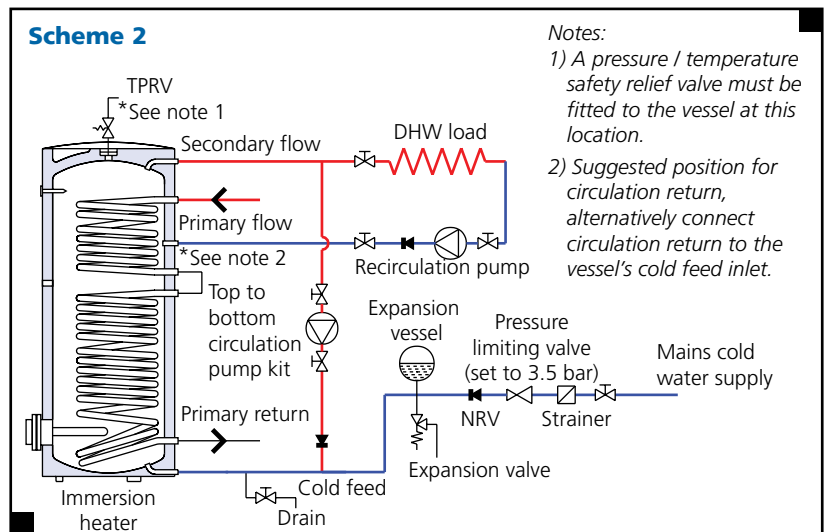 Scheme 2
Notes:
1) A pressure / temperature
safety relief valve must be
fitted to the vessel at this
location.
2) Suggested position for
circulation return,
alternatively connect
circulation return to the
vessel's cold feed inlet.
TPRV
*See note 1
Secondary flow
DHW load
Primary flow
*See note 2
Recirculation pump
Top to
bottom
circulation
pump kit
Expansion
vessel
Pressure
limiting valve
(set to 3.5 bar)
Mains cold
water supply
NRV
Strainer
Primary return
Expansion valve
Cold feed
Drain
Immersion
heater